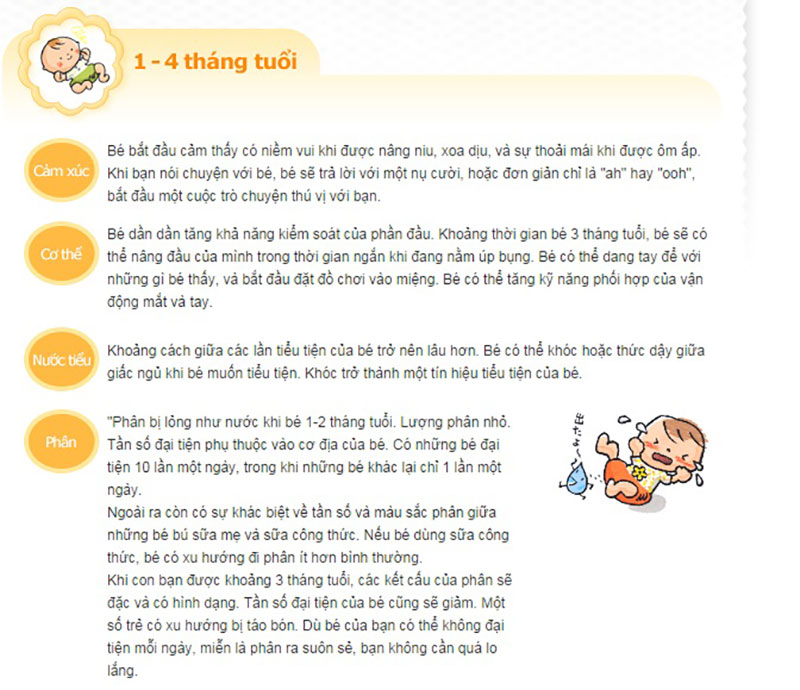 1 - 4 tháng tuổi
Cảm xúc
Bé bắt đầu cảm thấy có niềm vui khi được nâng niu, xoa dịu, và sự thoải mái khi được ôm ấp.
Khi bạn nói chuyện với bé, bé sẽ trả lời với một nụ cười, hoặc đơn giản chỉ là "ah" hay "ooh",
bắt đầu một cuộc trò chuyện thú vị với bạn.
Cơ thể
Bé dần dần tăng khả năng kiểm soát của phần đầu. Khoảng thời gian bé 3 tháng tuổi, bé sẽ có
thể nâng đầu của mình trong thời gian ngắn khi đang nằm úp bụng. Bé có thể dang tay để với
những gì bé thấy, và bắt đầu đặt đồ chơi vào miệng. Bé có thể tăng kỹ năng phối hợp của vận
động mắt và tay.
Nước tiểu
Khoảng cách giữa các lần tiểu tiện của bé trở nên lâu hơn. Bé có thể khóc hoặc thức dậy giữa
giấc ngủ khi bé muốn tiểu tiện. Khóc trở thành một tín hiệu tiểu tiện của bé.
Phân
"Phân bị lỏng như nước khi bé 1-2 tháng tuổi. Lượng phân nhỏ.
Tần số đại tiện phụ thuộc vào cơ địa của bé. Có những bé đại
tiện 10 lần một ngày, trong khi những bé khác lại chỉ 1 lần một
ngày.
Ngoài ra còn có sự khác biệt về tần số và màu sắc phân giữa
những bé bú sữa mẹ và sữa công thức. Nếu bé dùng sữa công
thức, bé có xu hướng đi phân ít hơn bình thường.
Khi con bạn được khoảng 3 tháng tuổi, các kết cấu của phân sẽ
đặc và có hình dạng. Tần số đại tiện của bé cũng sẽ giảm. Một
số trẻ có xu hướng bị táo bón. Dù bé của bạn có thể không đại
tiện mỗi ngày, miễn là phân ra suôn sẻ, bạn không cần quá lo
lắng.